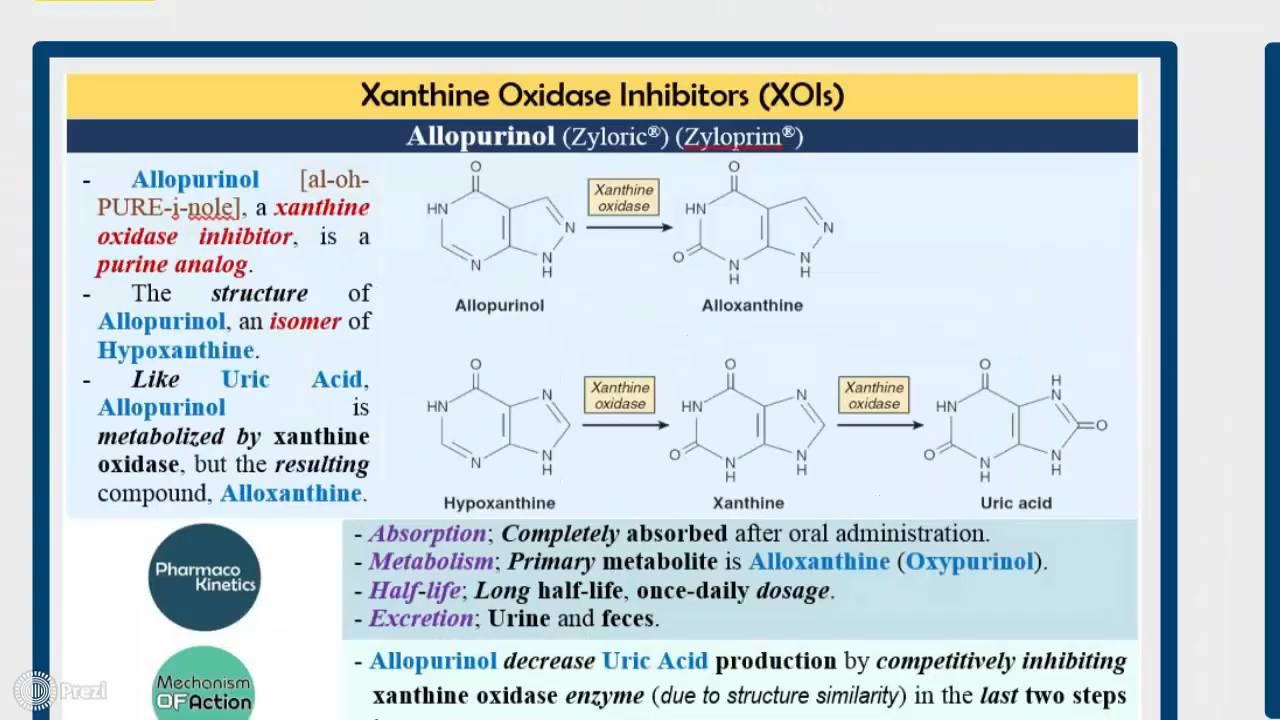 Xanthine Oxidase Inhibitors (XOIs)
Allopurinol (Zyloric®) (Zyloprim®)
- Allopurinol [al-oh-
PURE-i-nole], a xanthine
oxidase inhibitor, is a
purine analog.
- The structure of
Allopurinol, an isomer of
Hypoxanthine.
- Like Uric Acid,
Allopurinol is
metabolized by xanthine
oxidase, but the resulting
compound, Alloxanthine.
O
HN
N
N
N
H
Allopurinol
Xanthine
oxidase
O
HN
N
O
N
H
N
H
Alloxanthine
O
HN
N
N
N
H
Hypoxanthine
Xanthine
oxidase
O
HN
N
O
N
H
N
H
Xanthine
Xanthine
oxidase
O
H
N
HN
O
O
N
H
N
H
Uric acid
Pharmaco
Kinetics
- Absorption; Completely absorbed after oral administration.
- Metabolism; Primary metabolite is Alloxanthine (Oxypurinol).
- Half-life; Long half-life, once-daily dosage.
- Excretion; Urine and feces.
Mechanism
OF Action
- Allopurinol decrease Uric Acid production by competitively inhibiting
xanthine oxidase enzyme (due to structure similarity) in the last two steps
Prezi